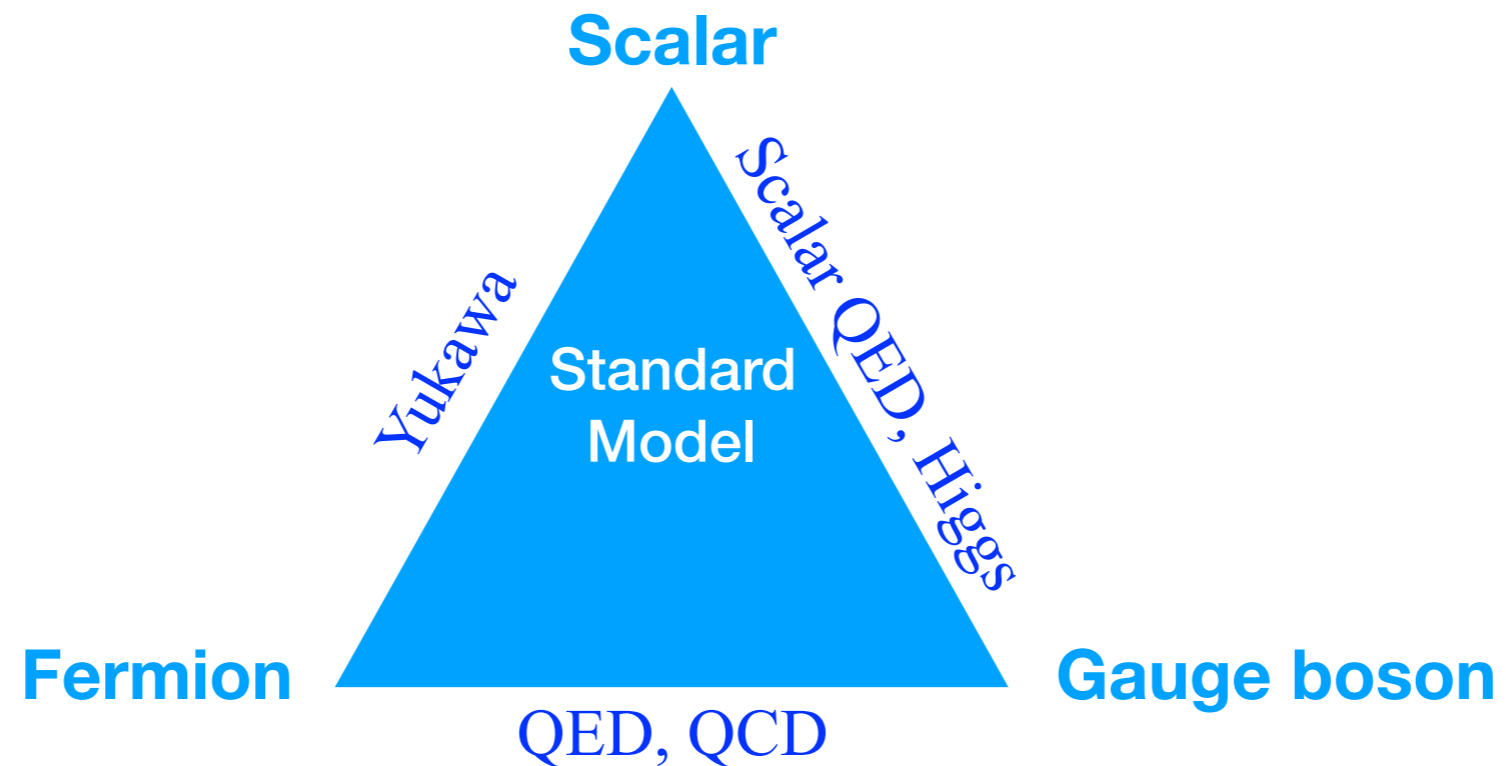 Scalar
Yukawa
Scalar QED, Higgs
Standard
Model
Fermion
Gauge boson
QED, QCD